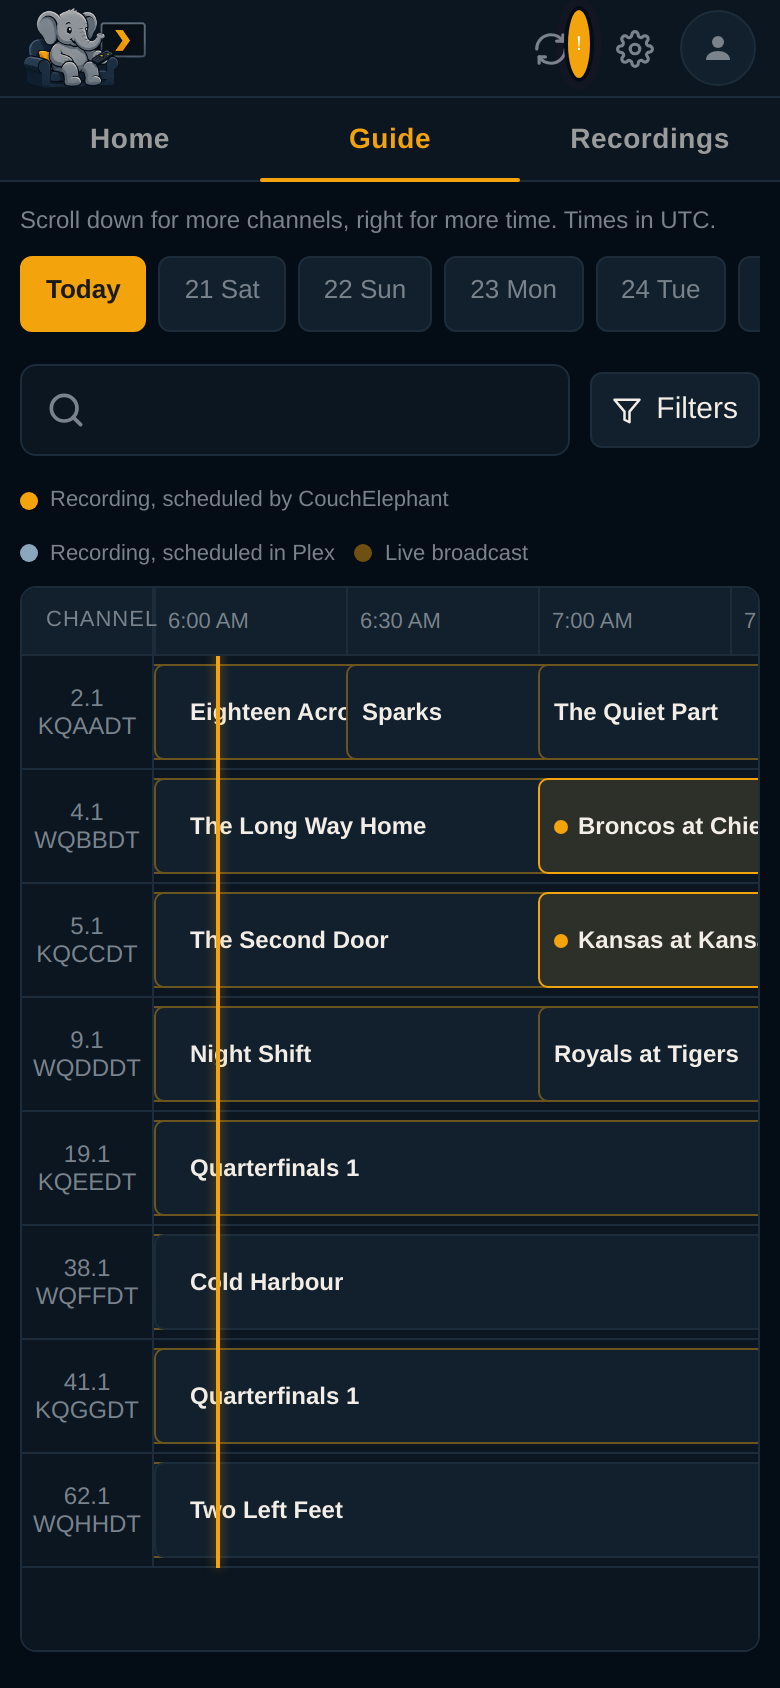 !
Home Guide Recordings
Scroll down for more channels, right for more time. Times in UTC.
Today 21 Sat 22 Sun 23 Mon 24 Tue
Filters
Recording, scheduled by CouchElephant
Recording, scheduled in Plex Live broadcast
CHANNEL 6:00 AM 6:30 AM 7:00 AM 7
2.1
KQAADT
Eighteen Acro Sparks The Quiet Part
4.1
WQBBDT
The Long Way Home Broncos at Chie
5.1
KQCCDT
The Second Door Kansas at Kans
9.1
WQDDDT
Night Shift Royals at Tigers
19.1
KQEEDT
Quarterfinals 1
38.1
WQFFDT
Cold Harbour
41.1
KQGGDT
Quarterfinals 1
62.1
WQHHDT
Two Left Feet